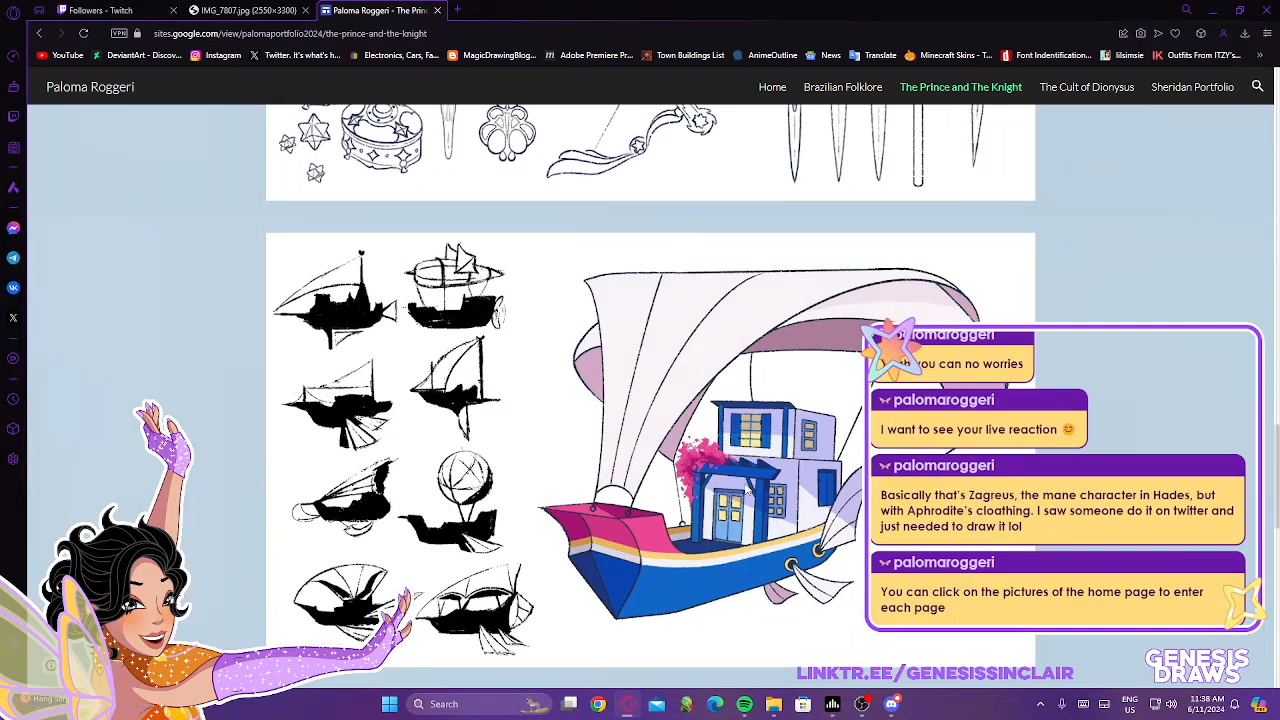 Followers - Twitch
IMG_7807.jpg (2550×3300)
Paloma Roggeri - The Princ
VPN
sites.google.com/view/palomaportfolio2024/the-prince-and-the-knight
YouTube
DeviantArt - Discov...
Instagram
Twitter. It's what's h...
Electronics, Cars, Fa...
MagicDrawingBlog...
Adobe Premiere Pr...
Town Buildings List
AnimeOutline
News
Translate
Minecraft Skins - T...
Font Indentification...
illsimsie
Outfits From ITZY's...
Paloma Roggeri
Home
Brazilian Folklore
The Prince and The Knight
The Cult of Dionysus
Sheridan Portfolio
palomaroggeri
you can no worries
palomaroggeri
I want to see your live reaction
palomaroggeri
Basically that's Zagreus, the mane character in Hades, but
with Aphrodite's cloathing. I saw someone do it on twitter and
just needed to draw it lol
palomaroggeri
You can click on the pictures of the home page to enter
each page
LINKTR.EE/GENESISSINCLAIR
GENESIS
DRAWS
Search
ENG
US
11:38 AM
6/11/2024